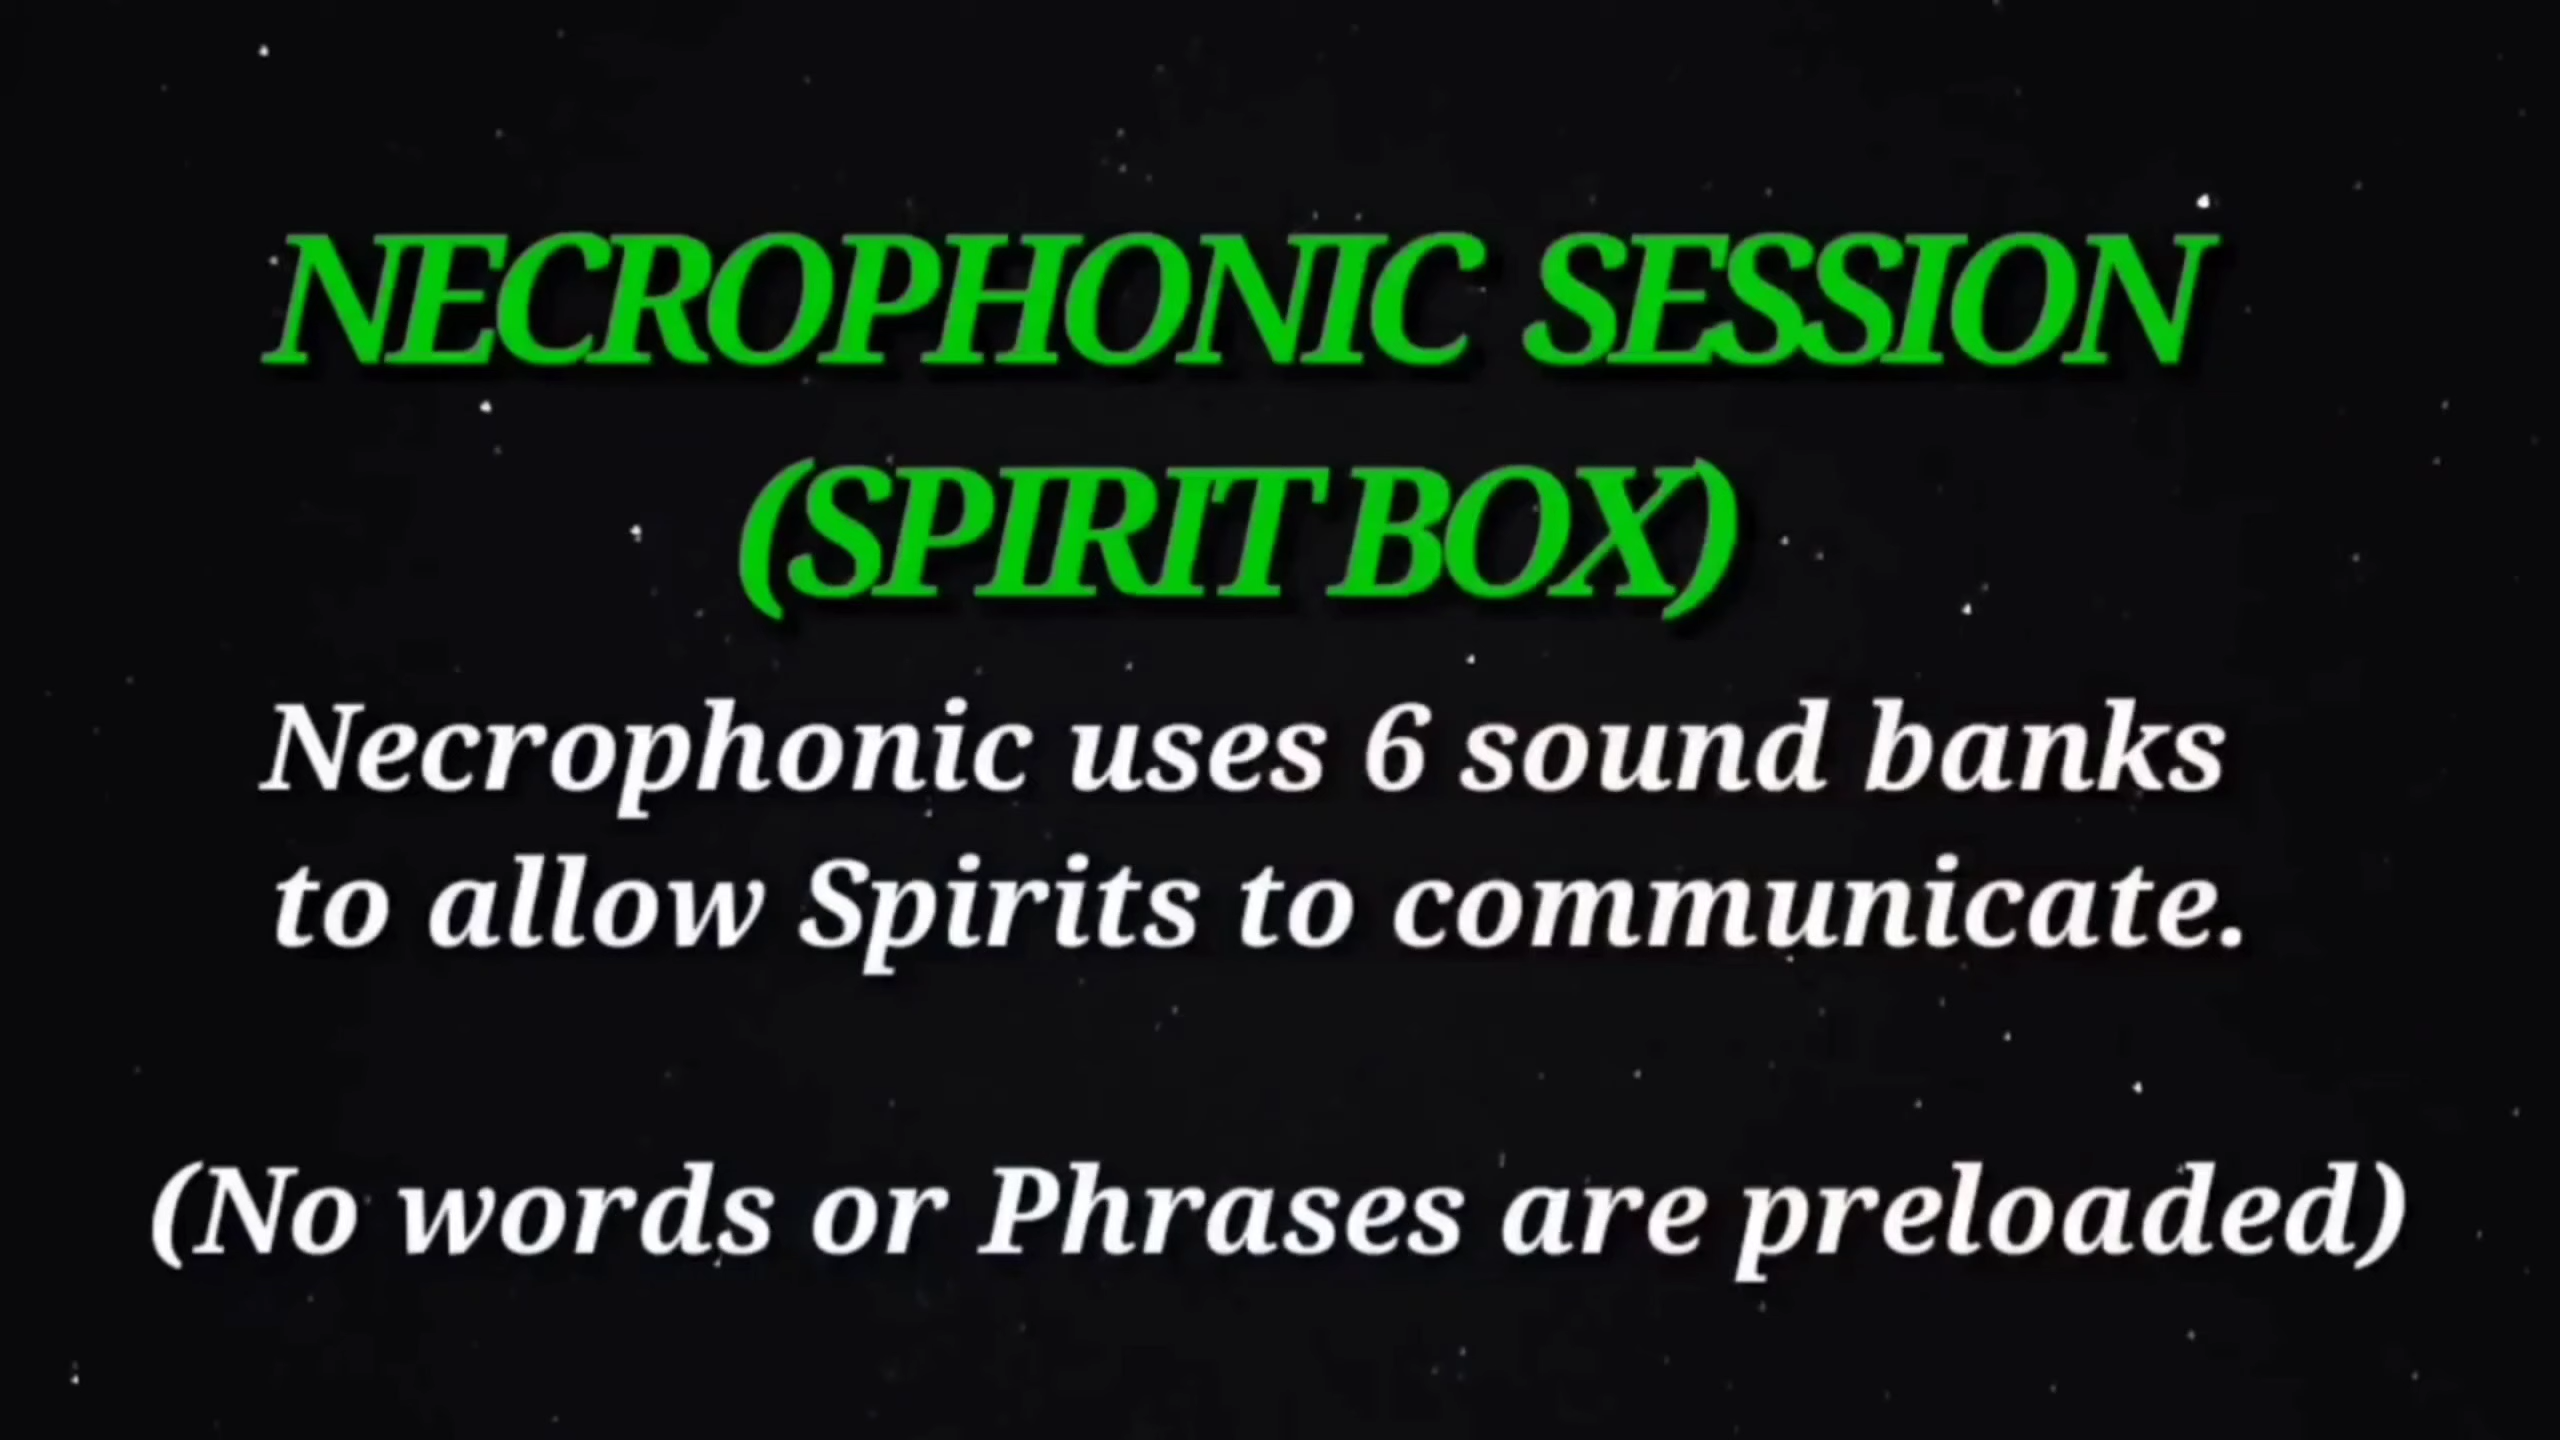 NECROPHONIC SESSION
(SPIRIT BOX)
Necrophonic uses 6 sound banks
to allow Spirits to communicate.
(No words or Phrases are preloaded)